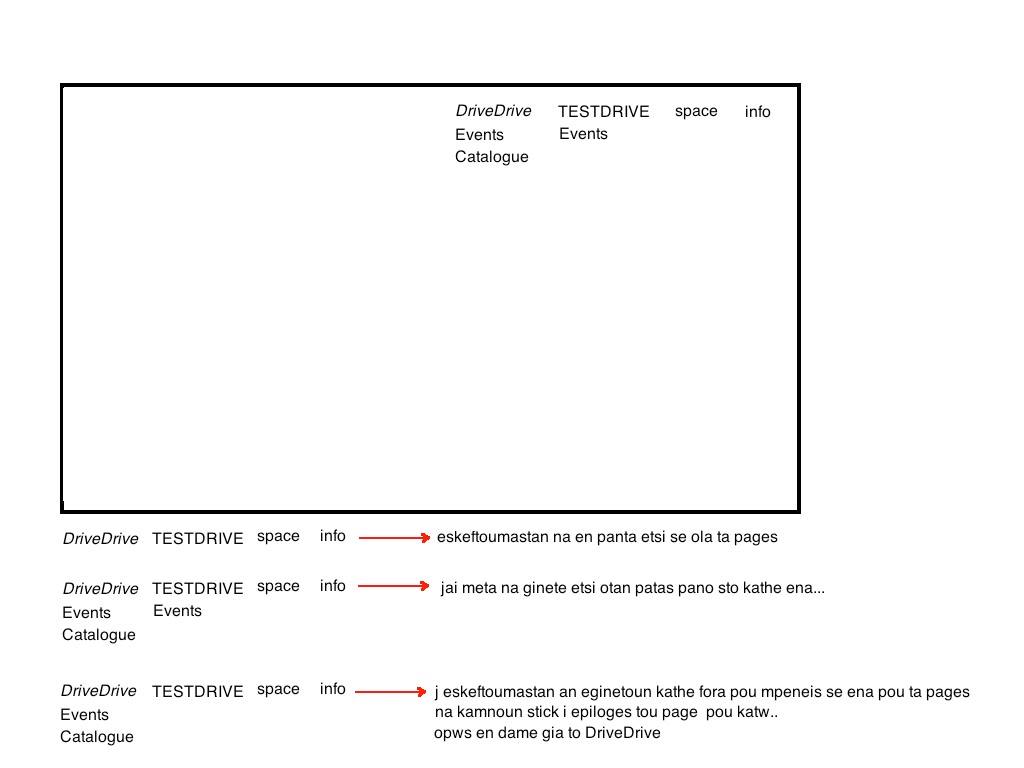 DriveDrive TESTDRIVE space info
Events Events
Catalogue
DriveDrive TESTDRIVE space info eskeftoumastan na en panta etsi se ola ta pages
DriveDrive TESTDRIVE space info jai meta na ginete etsi otan patas pano sto kathe ena...
Events Events
Catalogue
DriveDrive TESTDRIVE space info j eskeftoumastan an eginetoun kathe fora pou mpeneis se ena pou ta pages
Events na kamnoun stick i epiloges tou page pou katw..
Catalogue opws en dame gia to DriveDrive